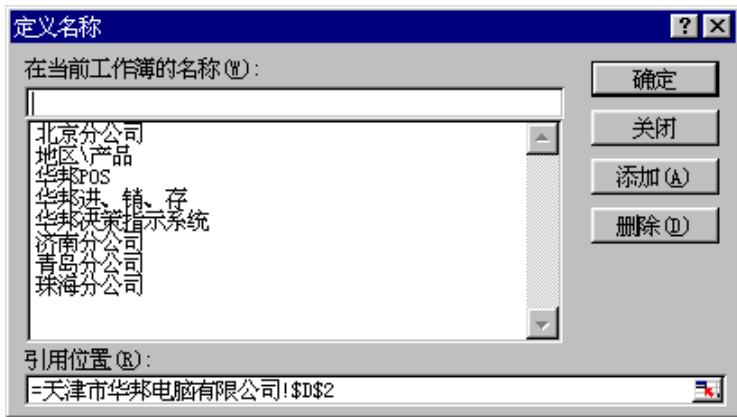 定义名称
在当前工作簿的名称(W):
确定
关闭
添加(A)
删除(D)
北京分公司
地区\产品
华邦POS
华邦进、销、存
华邦决策指示系统
济南分公司
青岛分公司
珠海分公司
引用位置(R):
=天津市华邦电脑有限公司!$D$2